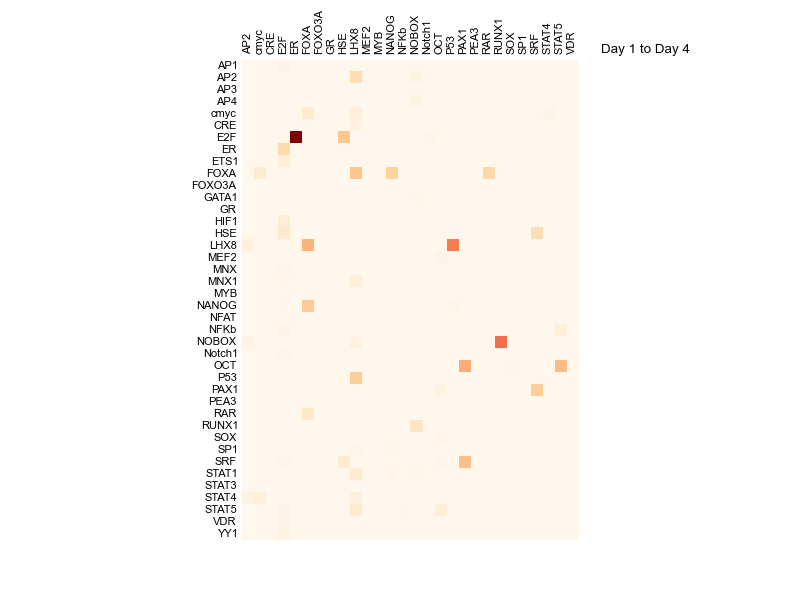 AP2
cmyc
CRE
E2F
ER
FOXA
FOXO3A
GR
HSE
LHX8
MEF2
MYB
NANOG
NFKb
NOBOX
Notch1
OCT
P53
PAX1
PEA3
RAR
RUNX1
SOX
SP1
SRF
STAT4
STAT5
VDR
Day 1 to Day 4
AP1
AP2
AP3
AP4
cmyc
CRE
E2F
ER
ETS1
FOXA
FOXO3A
GATA1
GR
HIF1
HSE
LHX8
MEF2
MNX
MNX1
MYB
NANOG
NFAT
NFKb
NOBOX
Notch1
OCT
P53
PAX1
PEA3
RAR
RUNX1
SOX
SP1
SRF
STAT1
STAT3
STAT4
STAT5
VDR
YY1